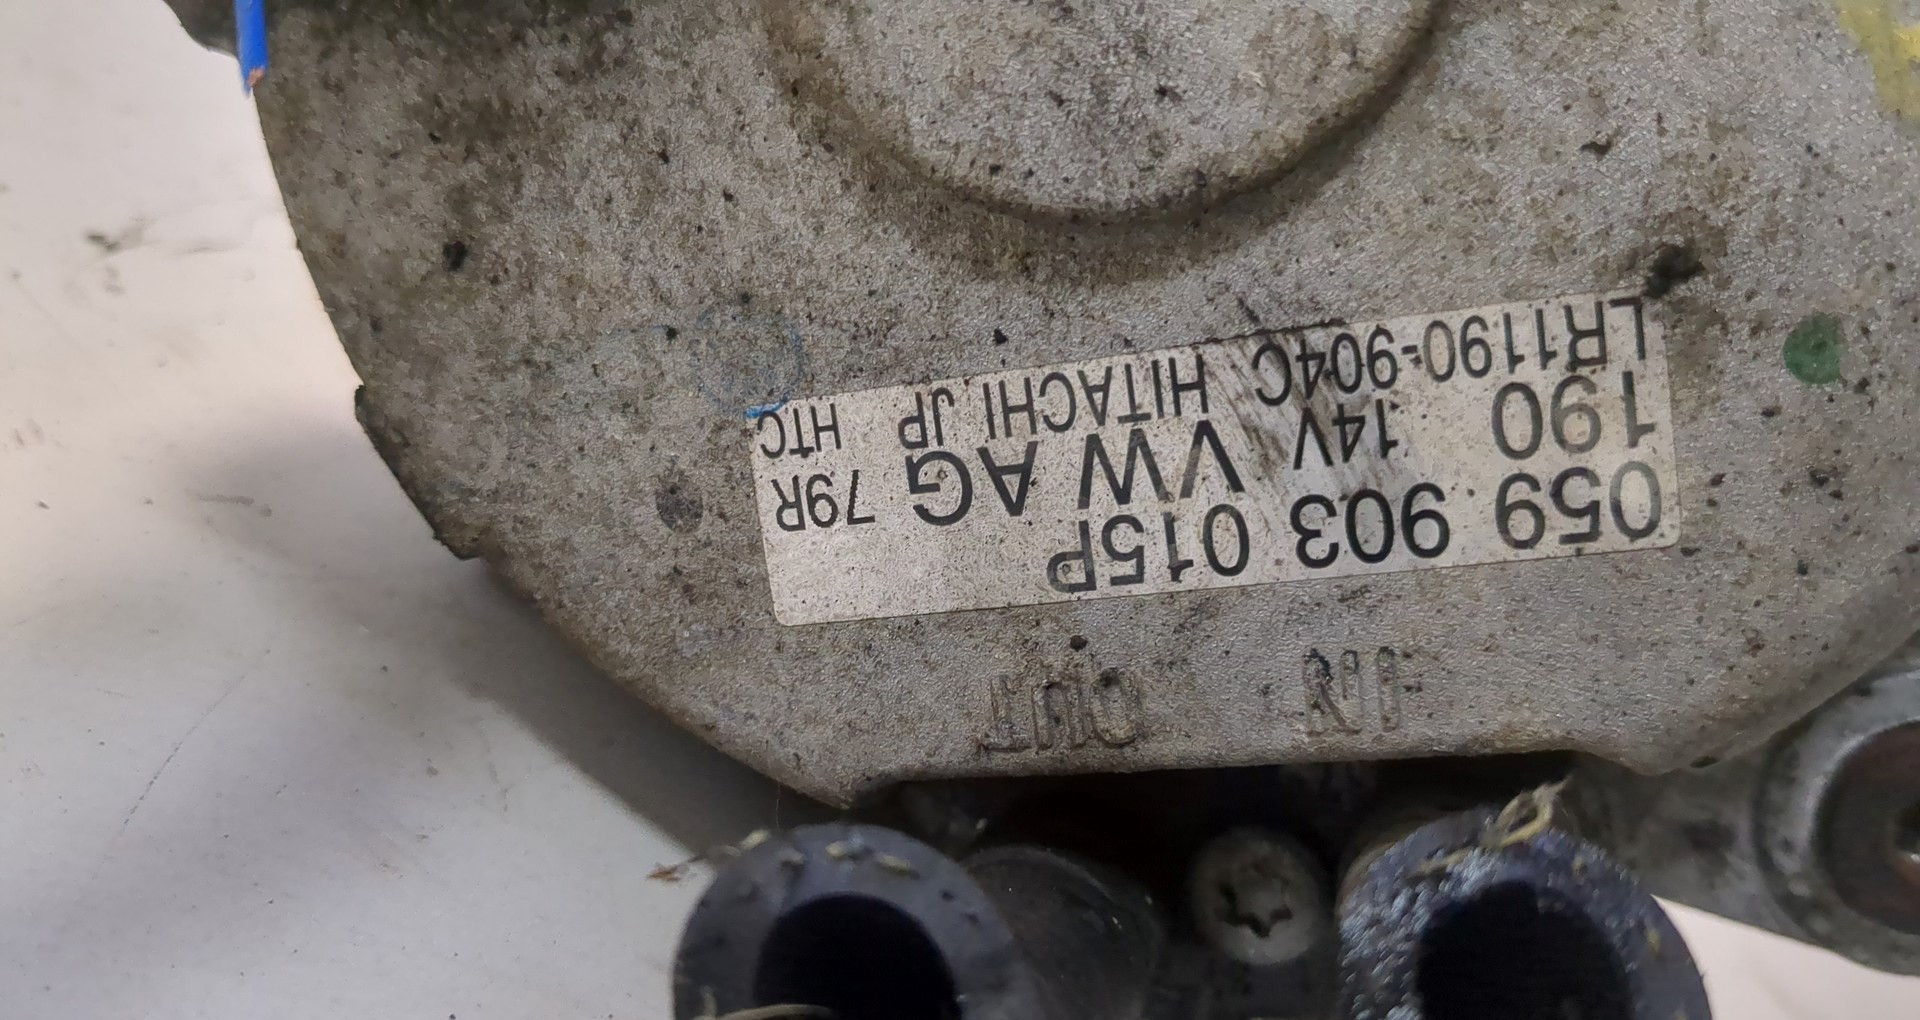 IN OUT
059 903 015P
190 14V VW AG 79R
LR1190-904C HITACHI JP HTC